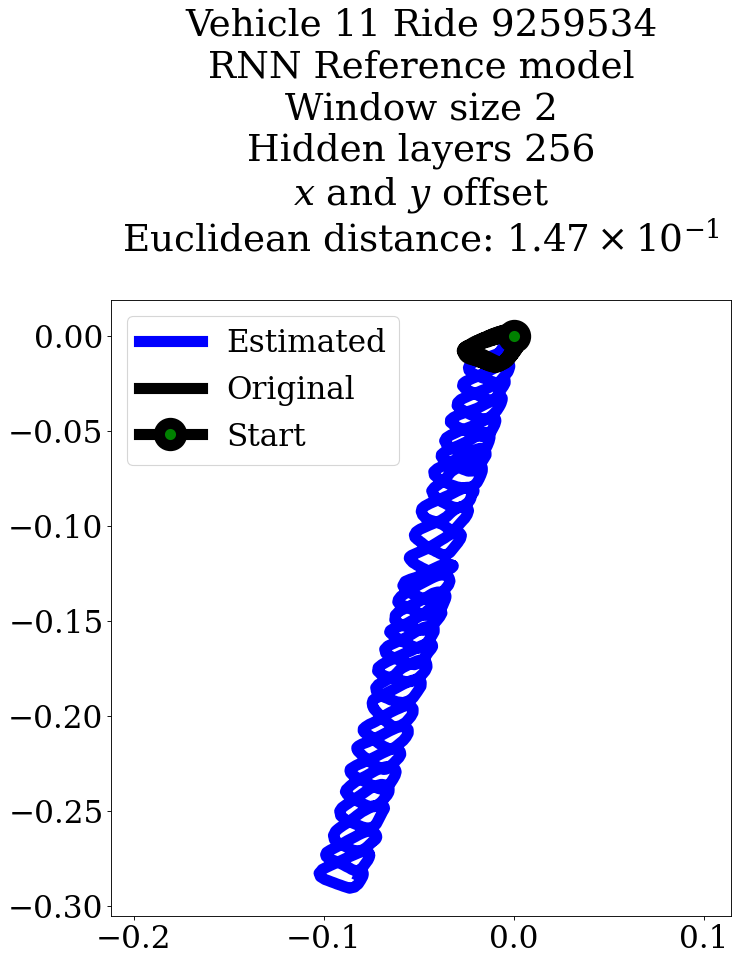 Vehicle 11 Ride 9259534
RNN Reference model
Window size 2
Hidden layers 256
x and y offset
Euclidean distance: 1.47 × 10⁻¹
Estimated
Original
Start
0.00
−0.05
−0.10
−0.15
−0.20
−0.25
−0.30
−0.2 −0.1 0.0 0.1